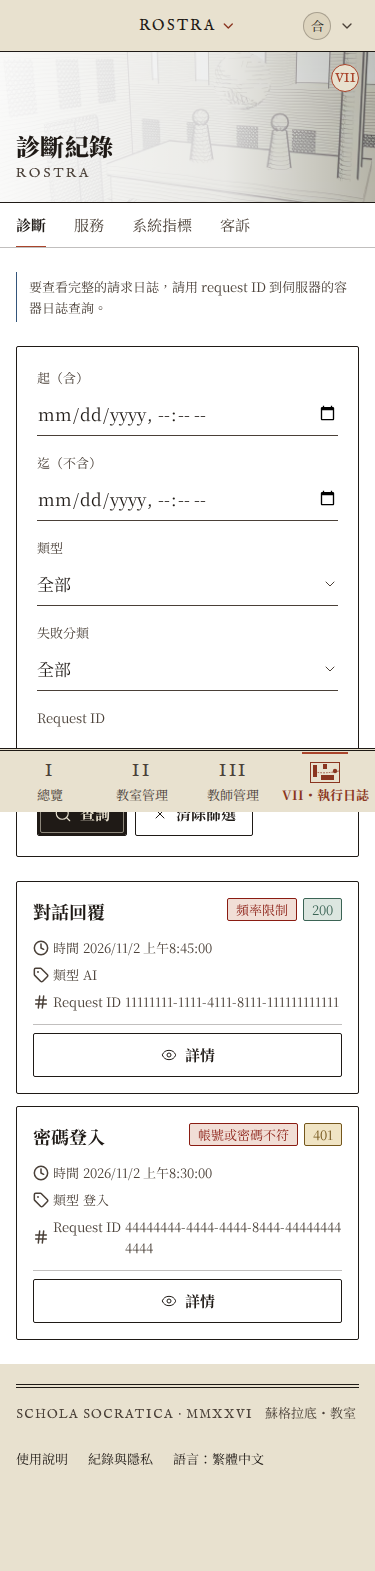 ROSTRA
合
VII
診斷紀錄
ROSTRA
診斷 服務 系統指標 客訴
要查看完整的請求日誌，請用 request ID 到伺服器的容
器日誌查詢。
起（含）
mm/dd/yyyy, --:-- --
迄（不含）
mm/dd/yyyy, --:-- --
類型
全部
失敗分類
全部
Request ID
I II III
總覽 教室管理 教師管理 VII・執行日誌
查詢 清除篩選
對話回覆 頻率限制 200
時間 2026/11/2 上午8:45:00
類型 AI
Request ID 11111111-1111-4111-8111-111111111111
詳情
密碼登入 帳號或密碼不符 401
時間 2026/11/2 上午8:30:00
類型 登入
Request ID 44444444-4444-4444-8444-44444444
4444
詳情
SCHOLA SOCRATICA · MMXXVI 蘇格拉底・教室
使用說明 紀錄與隱私 語言：繁體中文